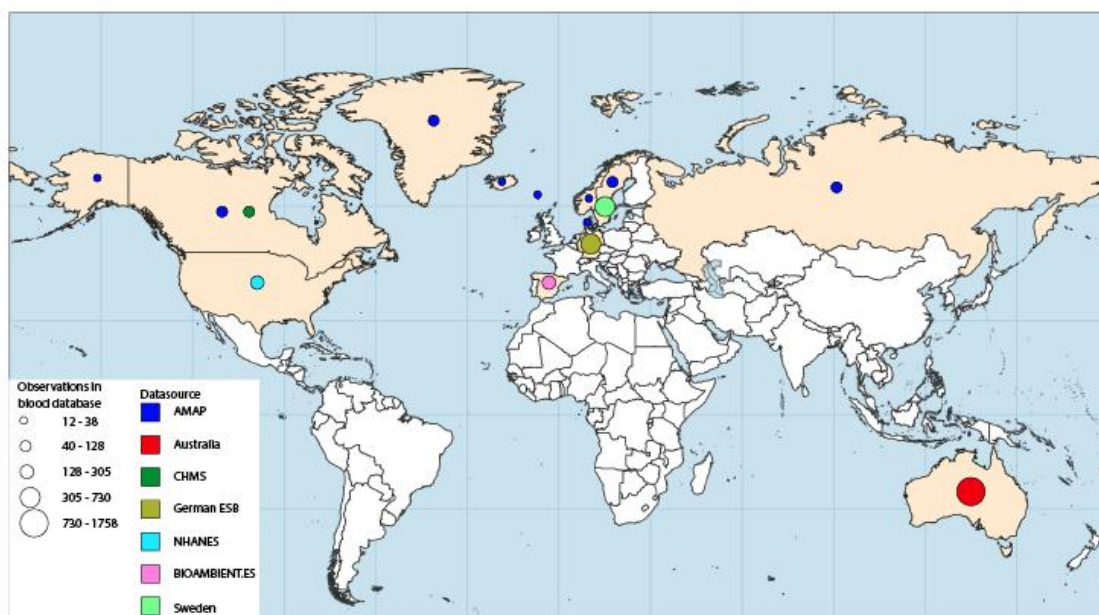 Observations in
blood database
12 - 38
40 - 128
128 - 305
305 - 730
730 - 1758
Datasource
AMAP
Australia
CHMS
German ESB
NHANES
BIOAMBIENT.ES
Sweden